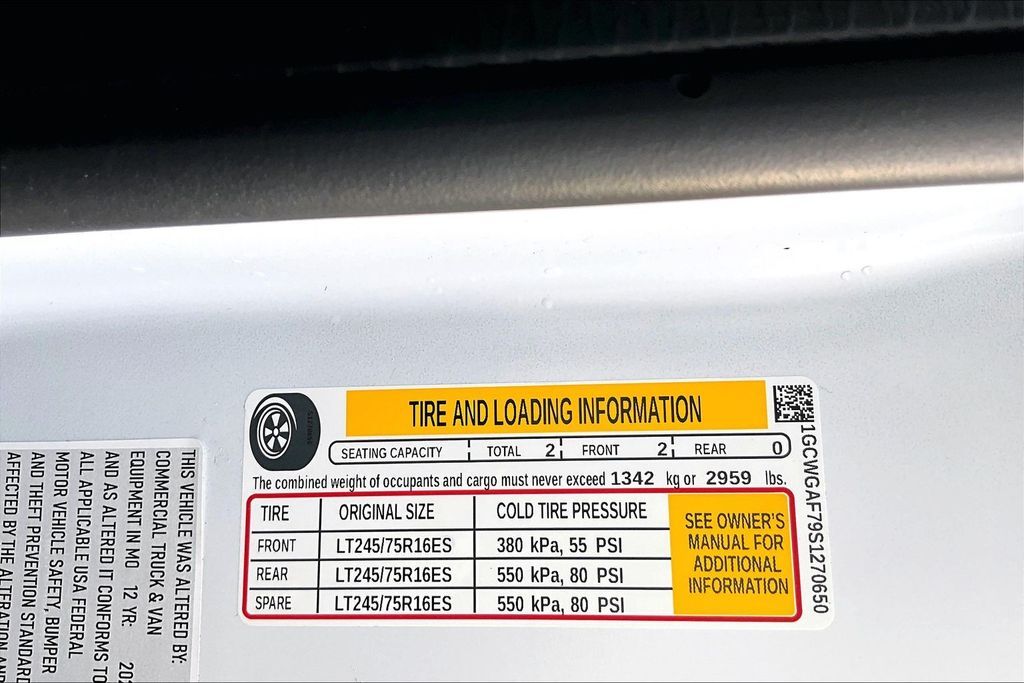 TIRE AND LOADING INFORMATION
SEATING CAPACITY TOTAL 2 FRONT 2 REAR 0
The combined weight of occupants and cargo must never exceed 1342 kg or 2959 lbs.
TIRE ORIGINAL SIZE COLD TIRE PRESSURE
FRONT LT245/75R16ES 380 kPa, 55 PSI
REAR LT245/75R16ES 550 kPa, 80 PSI
SPARE LT245/75R16ES 550 kPa, 80 PSI
SEE OWNER'S
MANUAL FOR
ADDITIONAL
INFORMATION
1GCWGAF79S1270650
THIS VEHICLE WAS ALTERED BY:
COMMERCIAL TRUCK & VAN
EQUIPMENT IN MO 12 YR:
AND AS ALTERED IT CONFORMS TO
ALL APPLICABLE USA FEDERAL
MOTOR VEHICLE SAFETY, BUMPER
AND THEFT PREVENTION STANDARD
AFFECTED BY THE ALTERATION AND